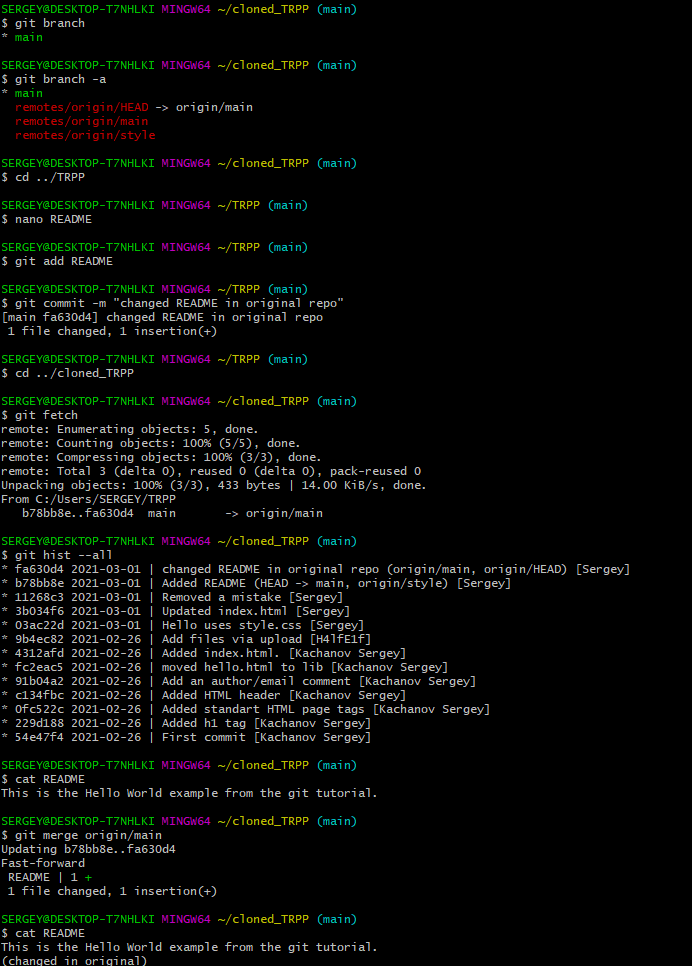 SERGEY@DESKTOP-T7NHLKI MINGW64 ~/cloned_TRPP (main)
$ git branch
* main

SERGEY@DESKTOP-T7NHLKI MINGW64 ~/cloned_TRPP (main)
$ git branch -a
* main
  remotes/origin/HEAD -> origin/main
  remotes/origin/main
  remotes/origin/style

SERGEY@DESKTOP-T7NHLKI MINGW64 ~/cloned_TRPP (main)
$ cd ../TRPP

SERGEY@DESKTOP-T7NHLKI MINGW64 ~/TRPP (main)
$ nano README

SERGEY@DESKTOP-T7NHLKI MINGW64 ~/TRPP (main)
$ git add README

SERGEY@DESKTOP-T7NHLKI MINGW64 ~/TRPP (main)
$ git commit -m "changed README in original repo"
[main fa630d4] changed README in original repo
 1 file changed, 1 insertion(+)

SERGEY@DESKTOP-T7NHLKI MINGW64 ~/TRPP (main)
$ cd ../cloned_TRPP

SERGEY@DESKTOP-T7NHLKI MINGW64 ~/cloned_TRPP (main)
$ git fetch
remote: Enumerating objects: 5, done.
remote: Counting objects: 100% (5/5), done.
remote: Compressing objects: 100% (3/3), done.
remote: Total 3 (delta 0), reused 0 (delta 0), pack-reused 0
Unpacking objects: 100% (3/3), 433 bytes | 14.00 KiB/s, done.
From C:/Users/SERGEY/TRPP
   b78bb8e..fa630d4  main       -> origin/main

SERGEY@DESKTOP-T7NHLKI MINGW64 ~/cloned_TRPP (main)
$ git hist --all
* fa630d4 2021-03-01 | changed README in original repo (origin/main, origin/HEAD) [Sergey]
* b78bb8e 2021-03-01 | Added README (HEAD -> main, origin/style) [Sergey]
* 11268c3 2021-03-01 | Removed a mistake [Sergey]
* 3b034f6 2021-03-01 | Updated index.html [Sergey]
* 03ac22d 2021-03-01 | Hello uses style.css [Sergey]
* 9b4ec82 2021-02-26 | Add files via upload [H4lfE1f]
* 4312afd 2021-02-26 | Added index.html. [Kachanov Sergey]
* fc2eac5 2021-02-26 | moved hello.html to lib [Kachanov Sergey]
* 91b04a2 2021-02-26 | Add an author/email comment [Kachanov Sergey]
* c134fbc 2021-02-26 | Added HTML header [Kachanov Sergey]
* 0fc522c 2021-02-26 | Added standart HTML page tags [Kachanov Sergey]
* 229d188 2021-02-26 | Added h1 tag [Kachanov Sergey]
* 54e47f4 2021-02-26 | First commit [Kachanov Sergey]

SERGEY@DESKTOP-T7NHLKI MINGW64 ~/cloned_TRPP (main)
$ cat README
This is the Hello World example from the git tutorial.

SERGEY@DESKTOP-T7NHLKI MINGW64 ~/cloned_TRPP (main)
$ git merge origin/main
Updating b78bb8e..fa630d4
Fast-forward
 README | 1 +
 1 file changed, 1 insertion(+)

SERGEY@DESKTOP-T7NHLKI MINGW64 ~/cloned_TRPP (main)
$ cat README
This is the Hello World example from the git tutorial.
(changed in original)